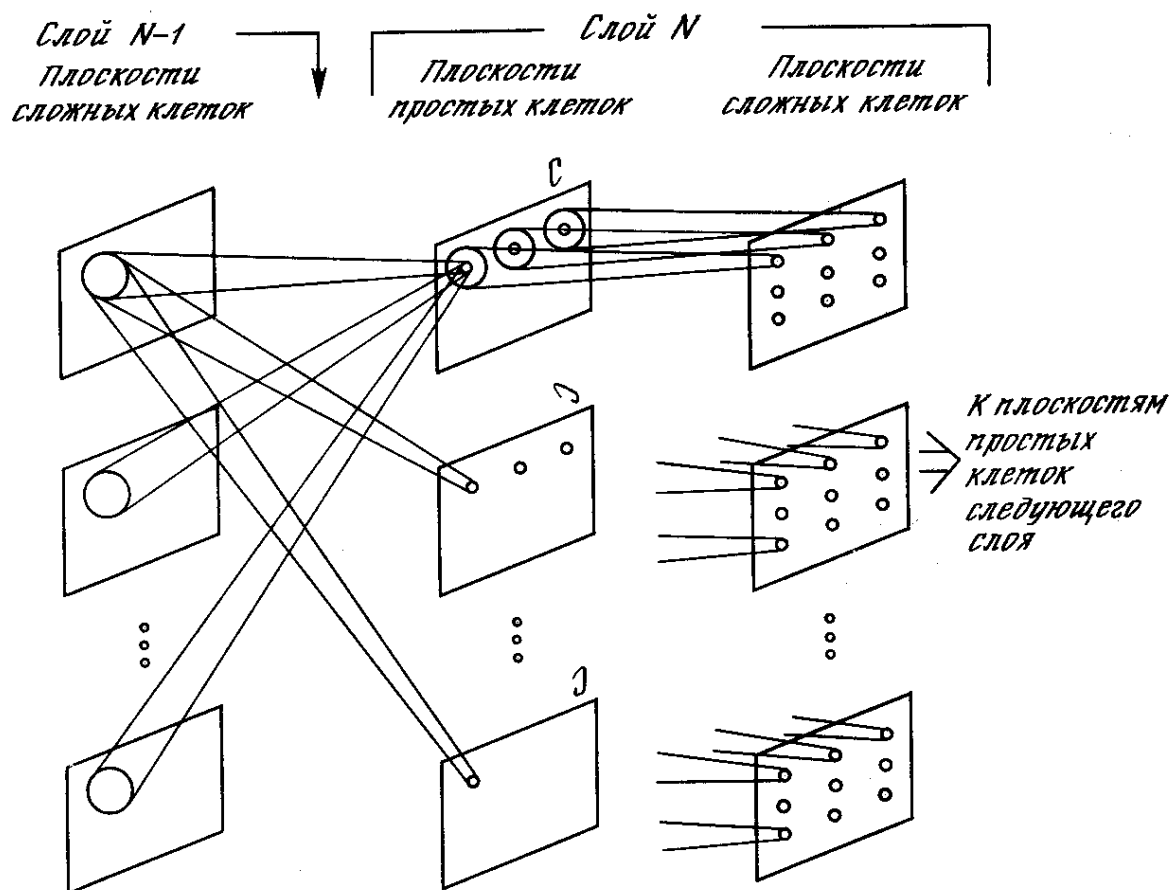 Слой N-1
Плоскости
сложных клеток
Слой N
Плоскости
простых клеток
Плоскости
сложных клеток
К плоскостям
простых
клеток
следующего
слоя